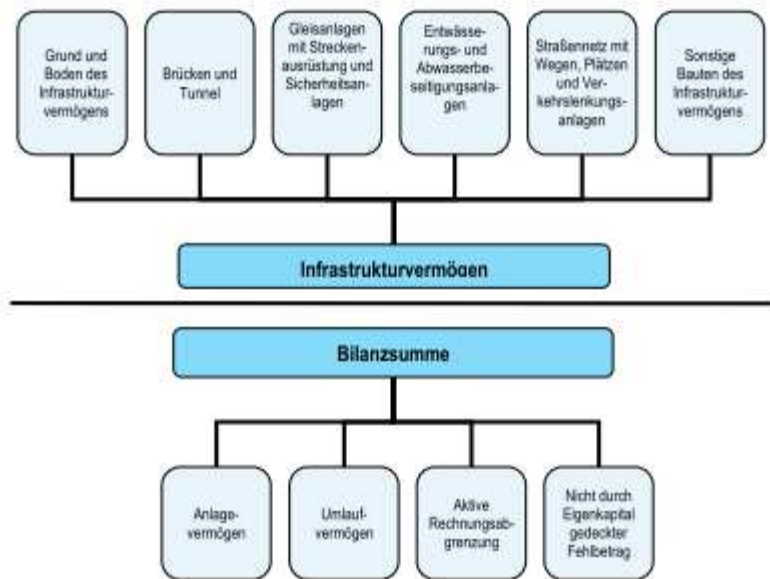 Grund und
Boden des
Infrastruktur-
vermögens
Brücken und
Tunnel
Gleisanlagen
mit Strecken-
ausrüstung und
Sicherheitsan-
lagen
Entwässe-
rungs- und
Abwasserbe-
seitigungsanla-
gen
Straßennetz mit
Wegen, Plätzen
und Ver-
kehrslenkungs-
anlagen
Sonstige
Bauten des
Infrastruktur-
vermögens
Infrastrukturvermögen
Bilanzsumme
Anlage-
vermögen
Umlauf-
vermögen
Aktive
Rechnungsab-
grenzung
Nicht durch
Eigenkapital
gedeckter
Fehlbetrag